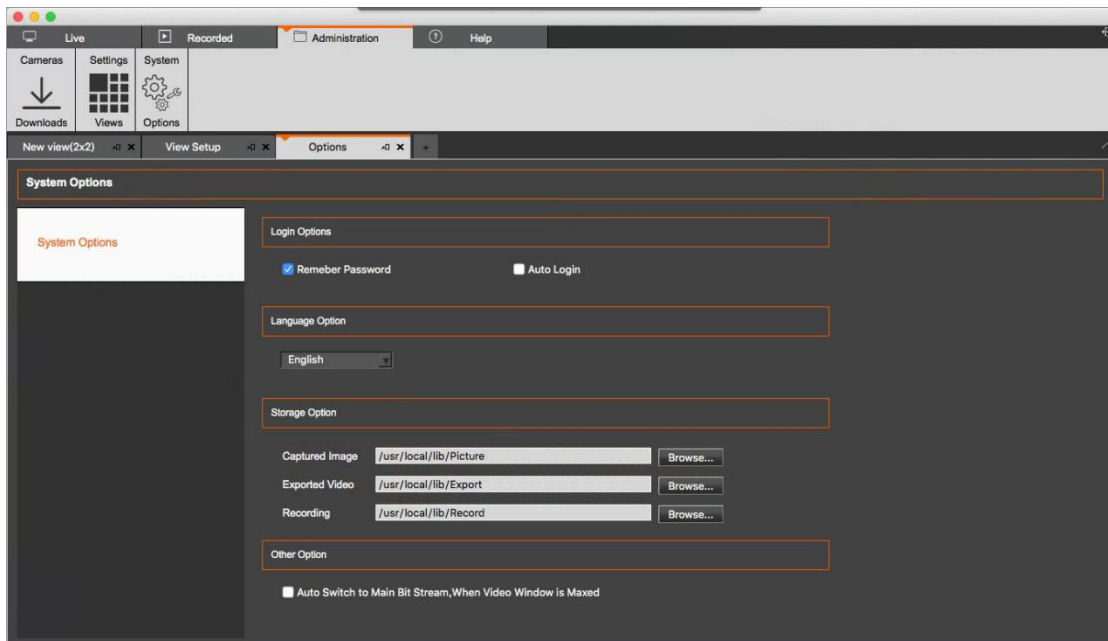 Live Recorded Administration Help
Cameras Settings System
Downloads Views Options
New view(2x2) View Setup Options +
System Options
System Options
Login Options
Remeber Password Auto Login
Language Option
English
Storage Option
Captured Image /usr/local/lib/Picture Browse...
Exported Video /usr/local/lib/Export Browse...
Recording /usr/local/lib/Record Browse...
Other Option
Auto Switch to Main Bit Stream,When Video Window is Maxed